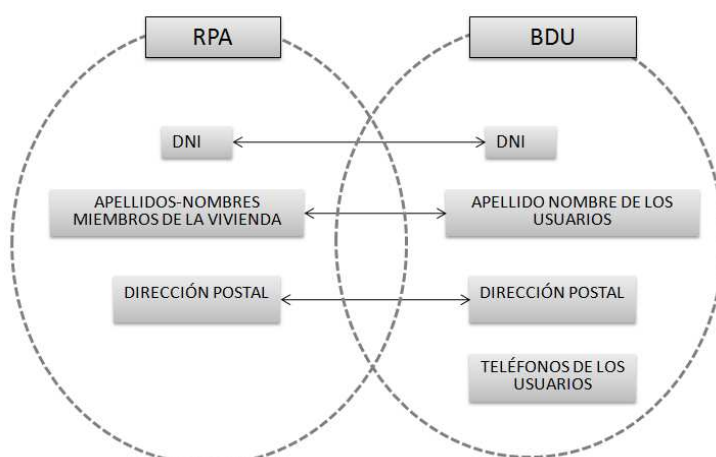 RPA
BDU
DNI
DNI
APELLIDOS-NOMBRES
MIEMBROS DE LA VIVIENDA
APELLIDO NOMBRE DE LOS
USUARIOS
DIRECCIÓN POSTAL
DIRECCIÓN POSTAL
TELÉFONOS DE LOS
USUARIOS